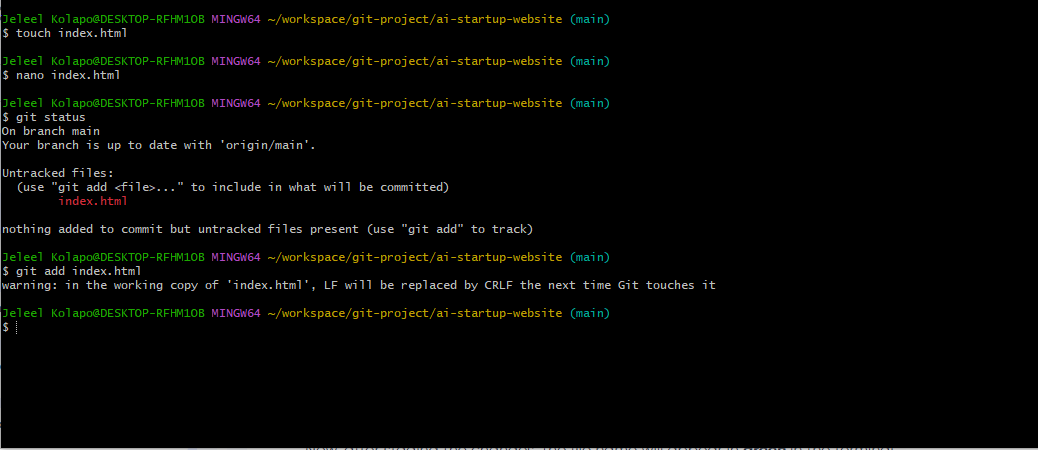 Jeleel Kolapo@DESKTOP-RFHM1OB MINGW64 ~/workspace/git-project/ai-startup-website (main)
$ touch index.html
Jeleel Kolapo@DESKTOP-RFHM1OB MINGW64 ~/workspace/git-project/ai-startup-website (main)
$ nano index.html
Jeleel Kolapo@DESKTOP-RFHM1OB MINGW64 ~/workspace/git-project/ai-startup-website (main)
$ git status
On branch main
Your branch is up to date with 'origin/main'.
Untracked files:
  (use "git add <file>..." to include in what will be committed)
        index.html
nothing added to commit but untracked files present (use "git add" to track)
Jeleel Kolapo@DESKTOP-RFHM1OB MINGW64 ~/workspace/git-project/ai-startup-website (main)
$ git add index.html
warning: in the working copy of 'index.html', LF will be replaced by CRLF the next time Git touches it
Jeleel Kolapo@DESKTOP-RFHM1OB MINGW64 ~/workspace/git-project/ai-startup-website (main)
$